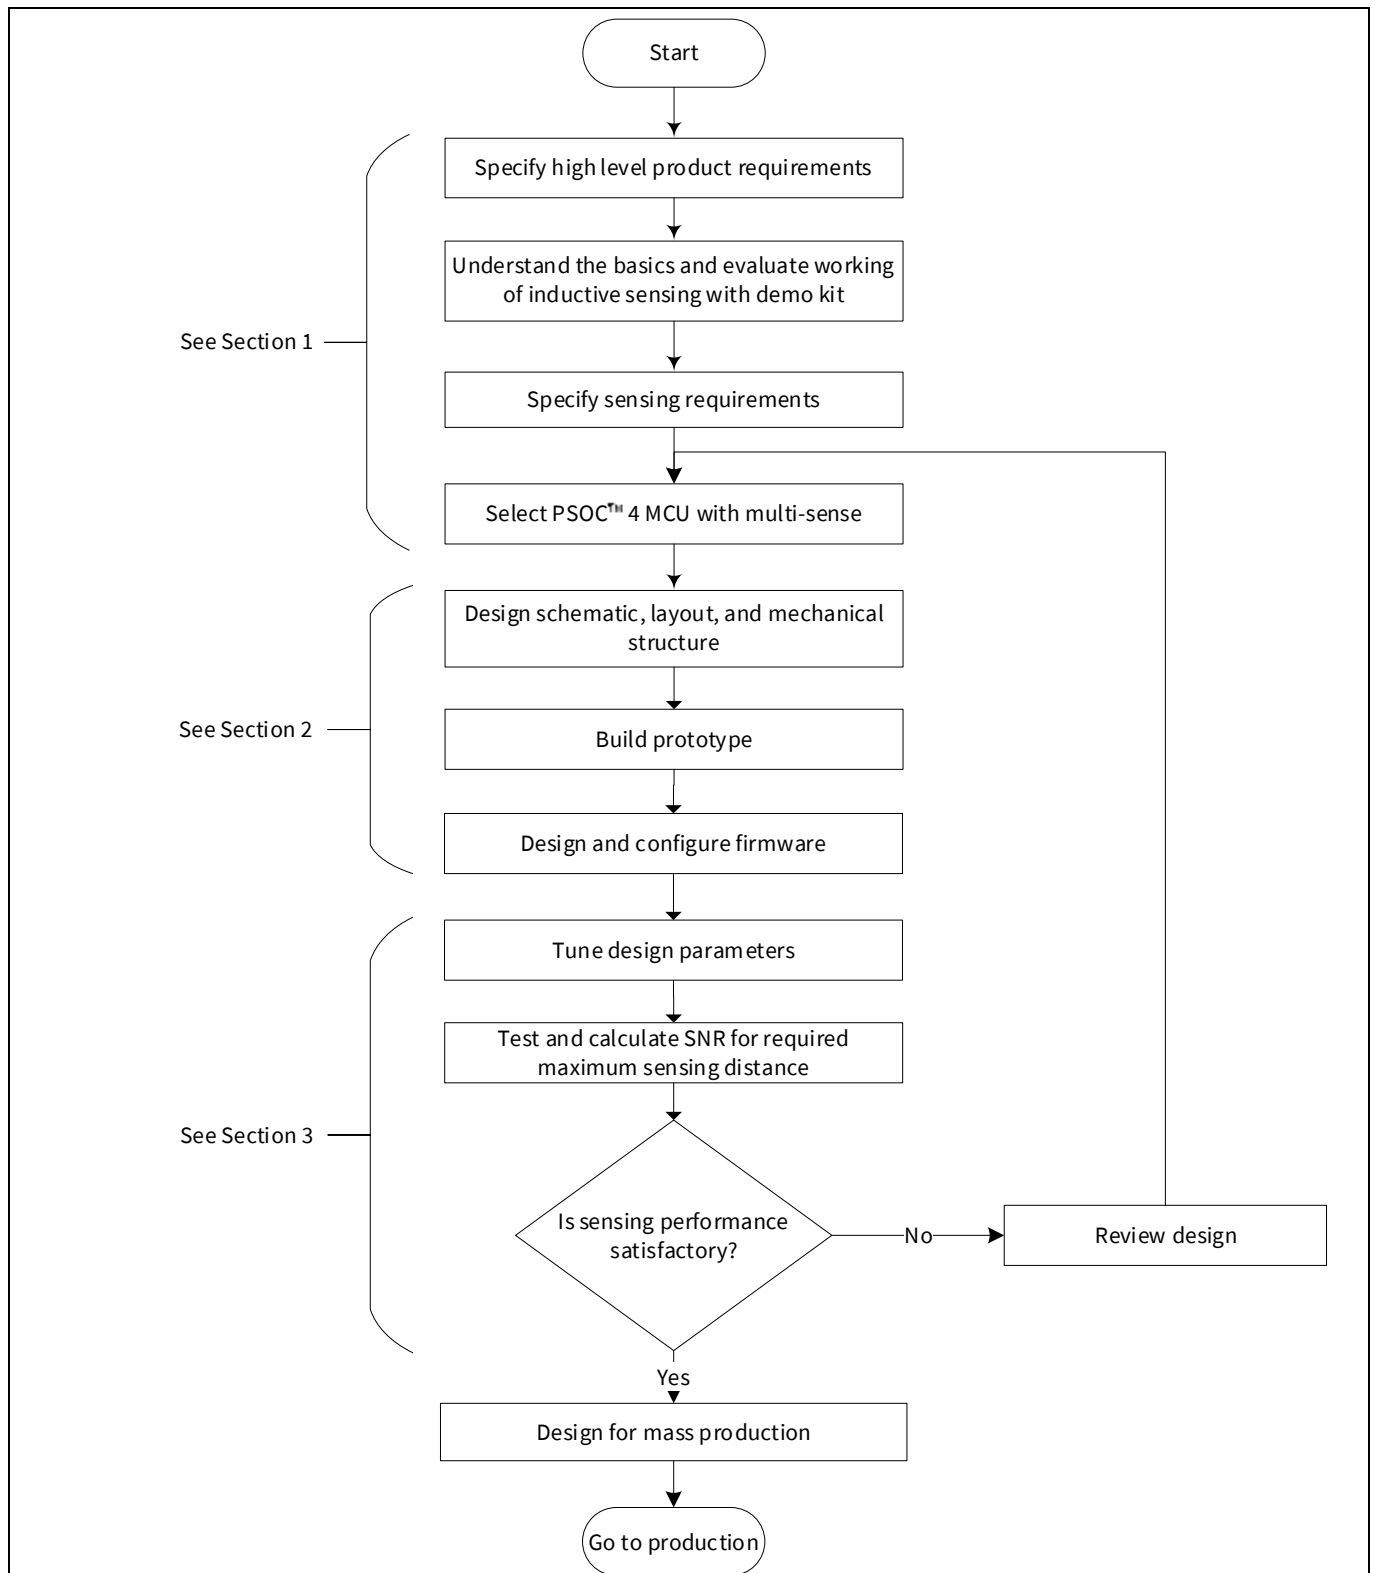 Start
Specify high level product requirements
Understand the basics and evaluate working
of inductive sensing with demo kit
See Section 1
Specify sensing requirements
Select PSOC™ 4 MCU with multi-sense
Design schematic, layout, and mechanical
structure
See Section 2
Build prototype
Design and configure firmware
Tune design parameters
Test and calculate SNR for required
maximum sensing distance
See Section 3
Is sensing performance
satisfactory?
No
Review design
Yes
Design for mass production
Go to production